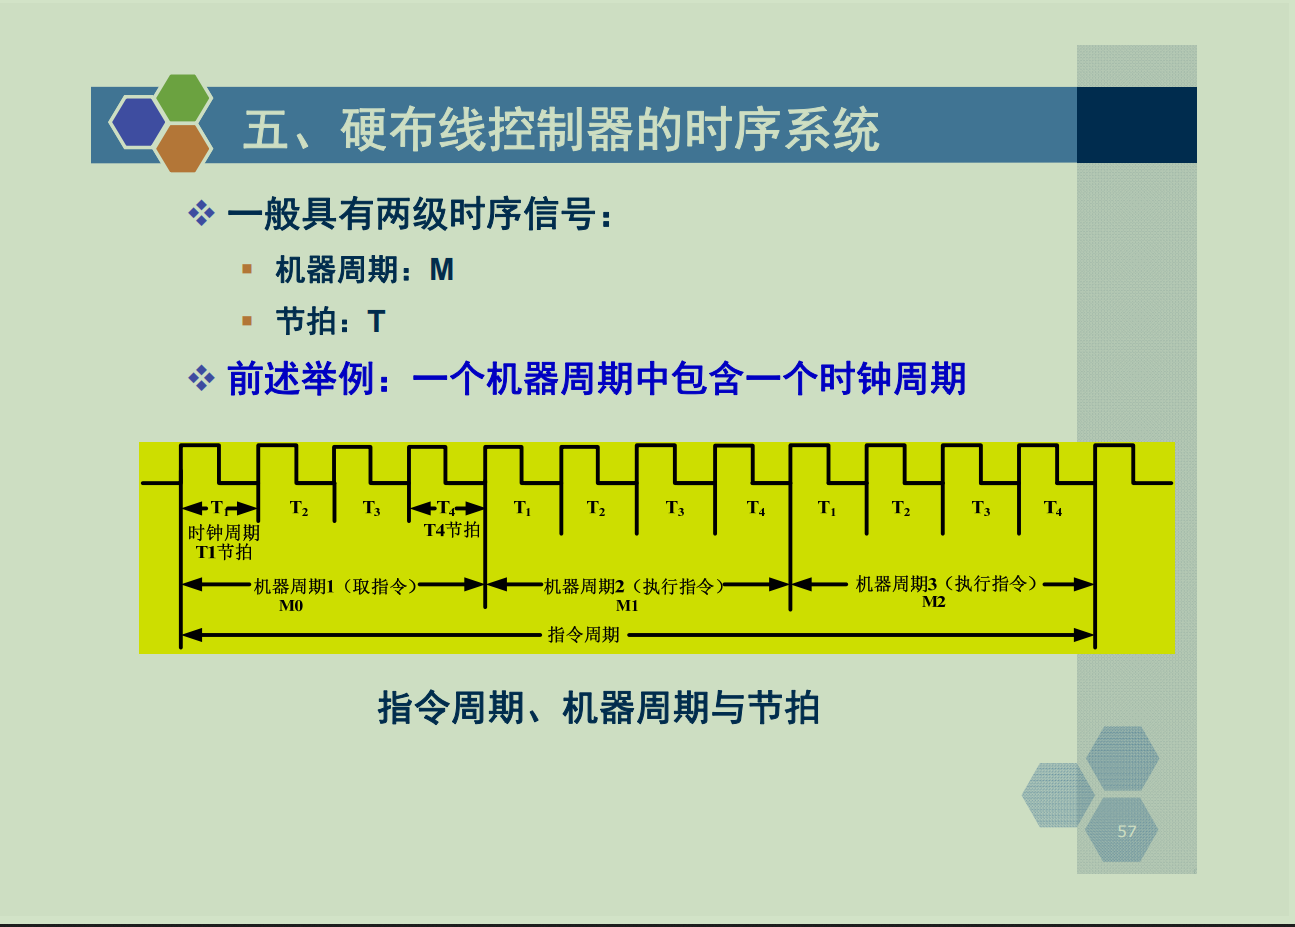 五、硬布线控制器的时序系统
一般具有两级时序信号：
机器周期：M
节拍：T
前述举例：一个机器周期中包含一个时钟周期
T1 T2 T3 T4 T1 T2 T3 T4 T1 T2 T3 T4
时钟周期 T4节拍
T1节拍
机器周期1（取指令） 机器周期2（执行指令） 机器周期3（执行指令）
M0 M1 M2
指令周期
指令周期、机器周期与节拍
57